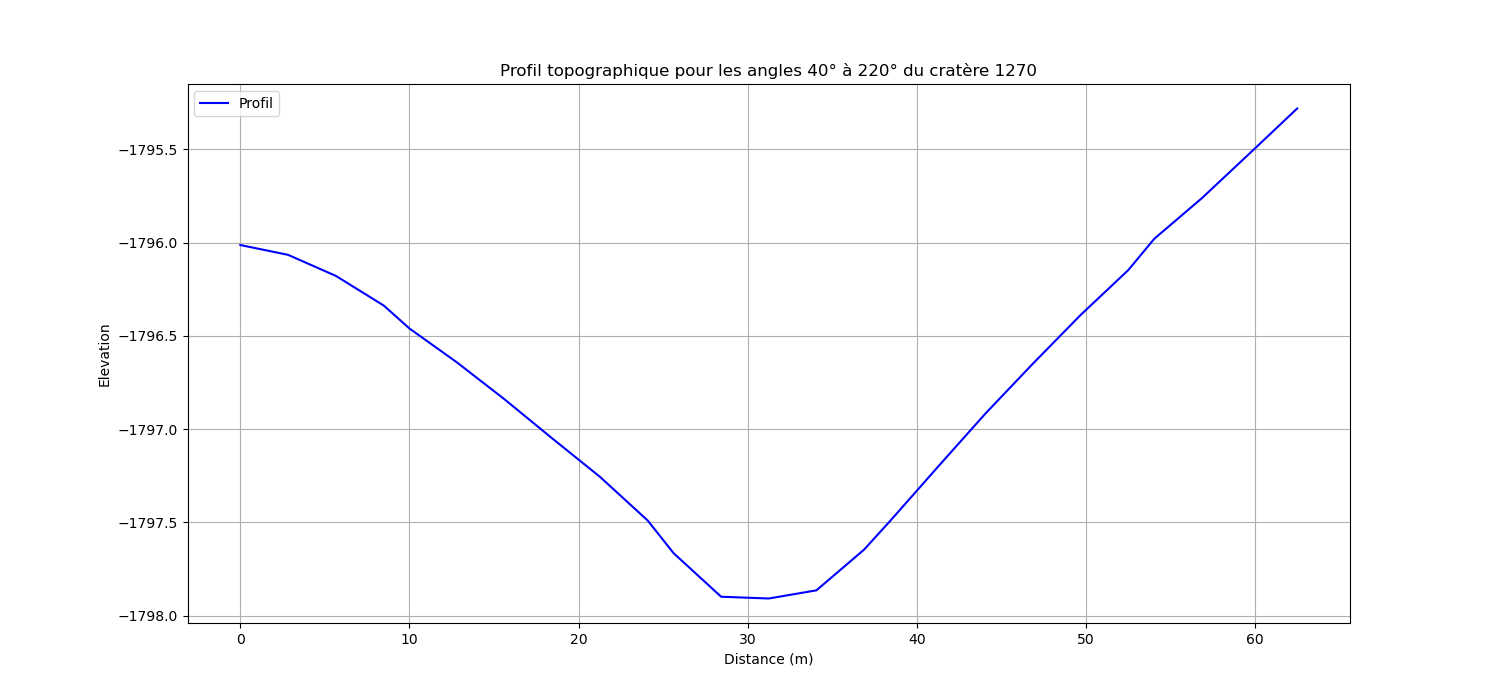 Profil topographique pour les angles 40° à 220° du cratère 1270
Profil
Elevation
−1795.5
−1796.0
−1796.5
−1797.0
−1797.5
−1798.0
0 10 20 30 40 50 60
Distance (m)